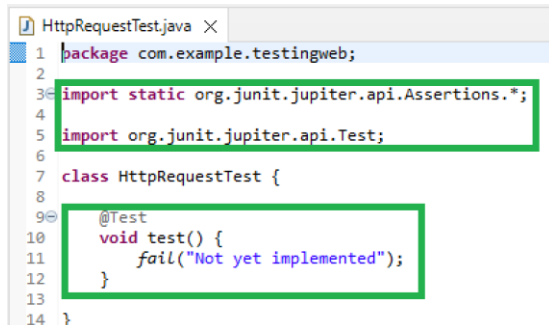 HttpRequestTest.java
1 package com.example.testingweb;
2
3 import static org.junit.jupiter.api.Assertions.*;
4
5 import org.junit.jupiter.api.Test;
6
7 class HttpRequestTest {
8
9 @Test
10 void test() {
11 fail("Not yet implemented");
12 }
13
14 }